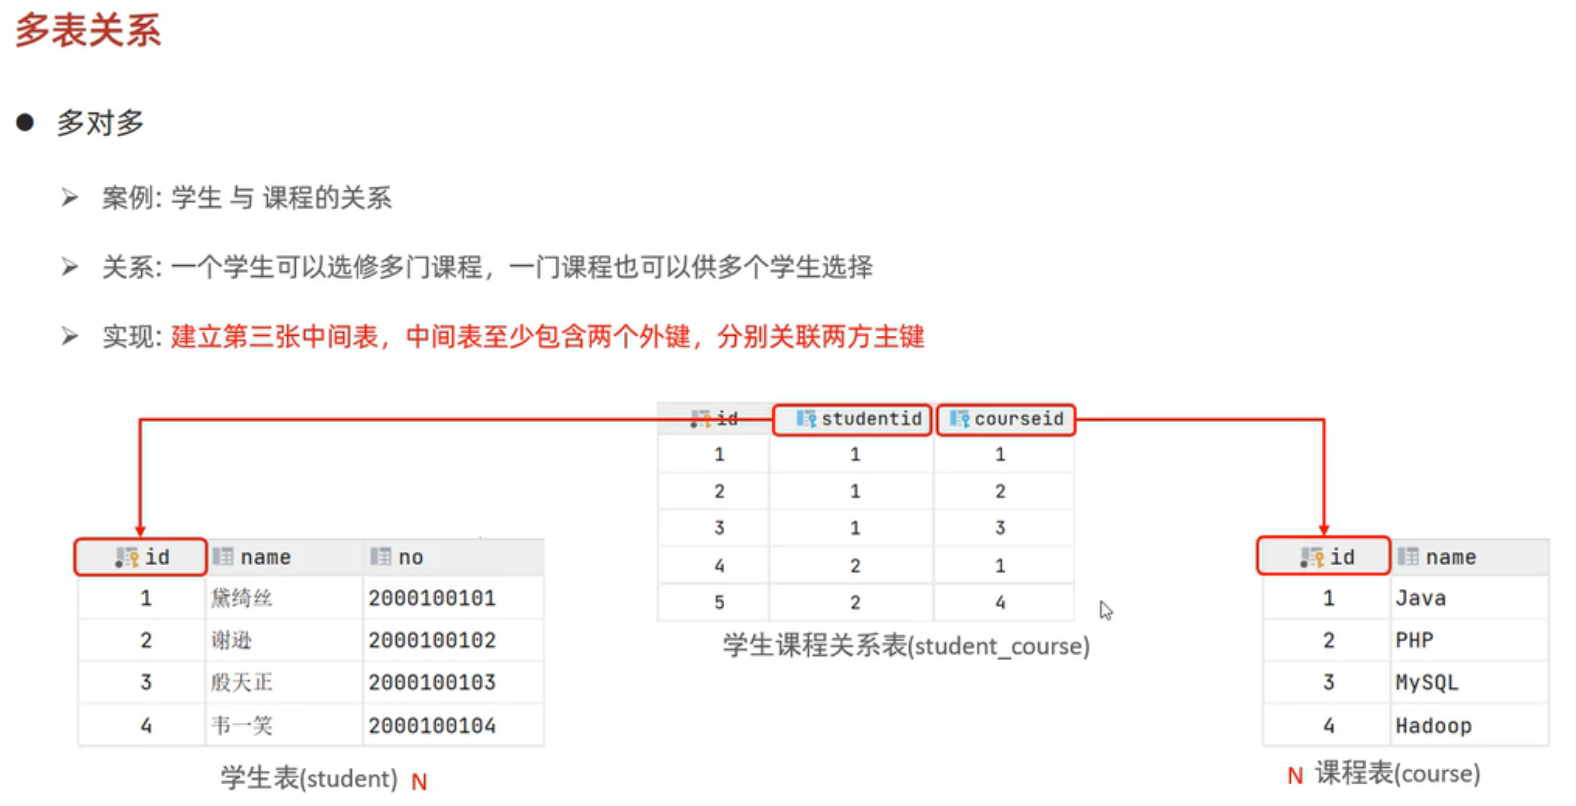 多表关系
多对多
案例: 学生 与 课程的关系
关系: 一个学生可以选修多门课程，一门课程也可以供多个学生选择
实现: 建立第三张中间表，中间表至少包含两个外键，分别关联两方主键
id studentid courseid
1 1 1
2 1 2
3 1 3
4 2 1
5 2 4
学生课程关系表(student_course)
id name no
1 黛绮丝 2000100101
2 谢逊 2000100102
3 殷天正 2000100103
4 韦一笑 2000100104
学生表(student) N
id name
1 Java
2 PHP
3 MySQL
4 Hadoop
N 课程表(course)